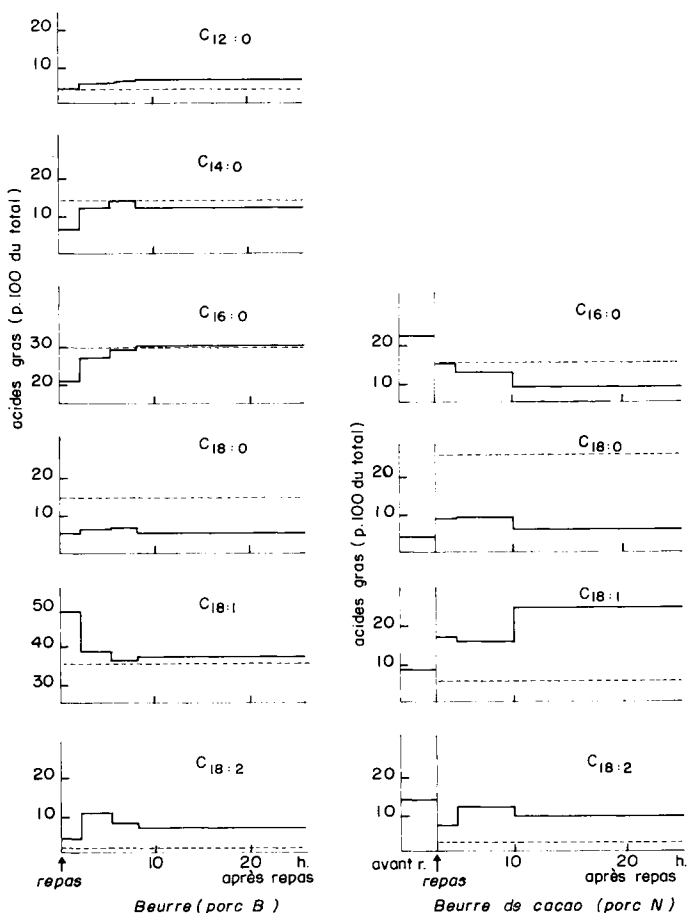 acides gras (p.100 du total)
C12:0
20
10
10
20
C14:0
20
10
C16:0
30
20
C18:0
20
10
C18:1
50
40
30
C18:2
20
10
10
20
h.
repas
après repas
Beurre (porc B)
acides gras (p.100 du total)
C16:0
20
10
20
C18:0
20
10
C18:1
20
10
C18:2
20
10
10
20
h.
avant r.
repas
après repas
Beurre de cacao (porc N)